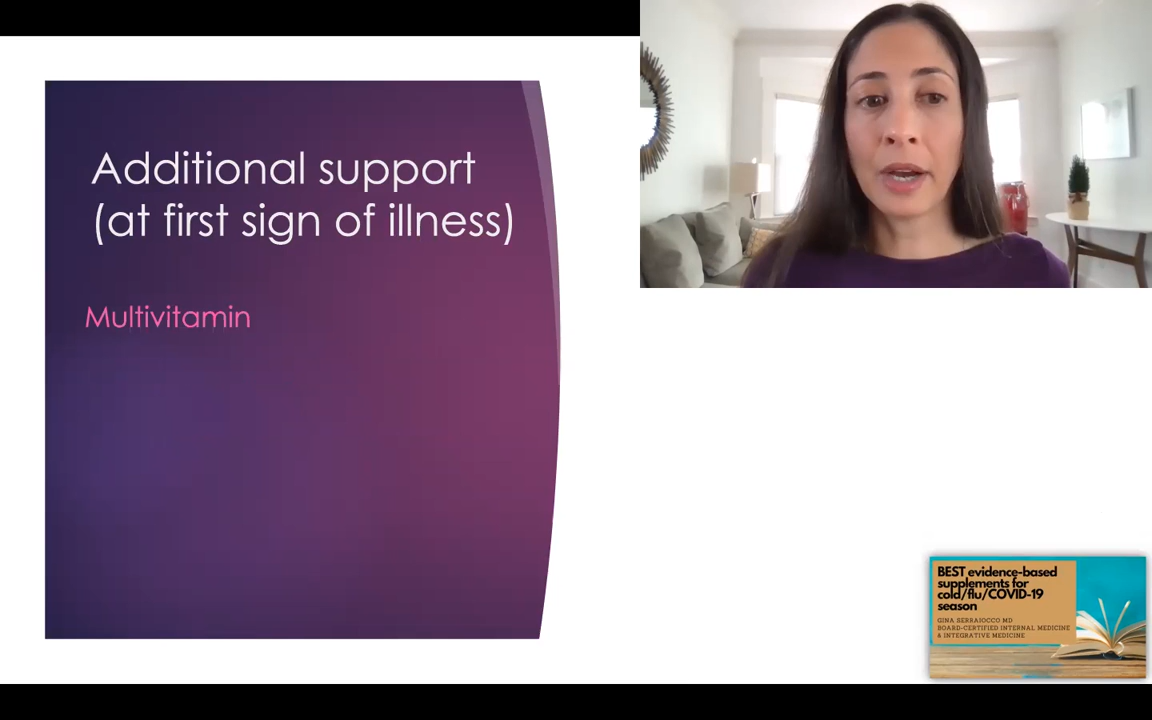 Additional support
(at first sign of illness)
Multivitamin
BEST evidence-based
supplements for
cold/flu/COVID-19
season
GINA SERRAIOCCO MD
BOARD-CERTIFIED INTERNAL MEDICINE
& INTEGRATIVE MEDICINE